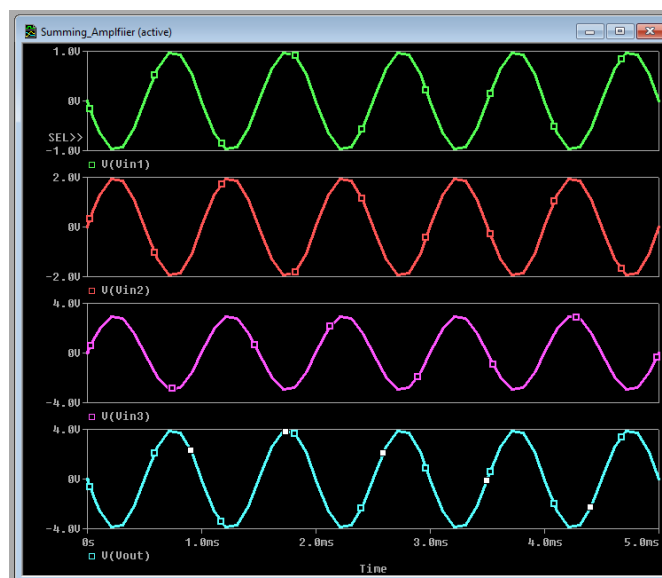 Summing_Amplfiier (active)
1.0V
0V
SEL>>
-1.0V
V(Vin1)
2.0V
0V
-2.0V
V(Vin2)
4.0V
0V
-4.0V
V(Vin3)
4.0V
0V
-4.0V
0s 1.0ms 2.0ms 3.0ms 4.0ms 5.0ms
V(Vout)
Time